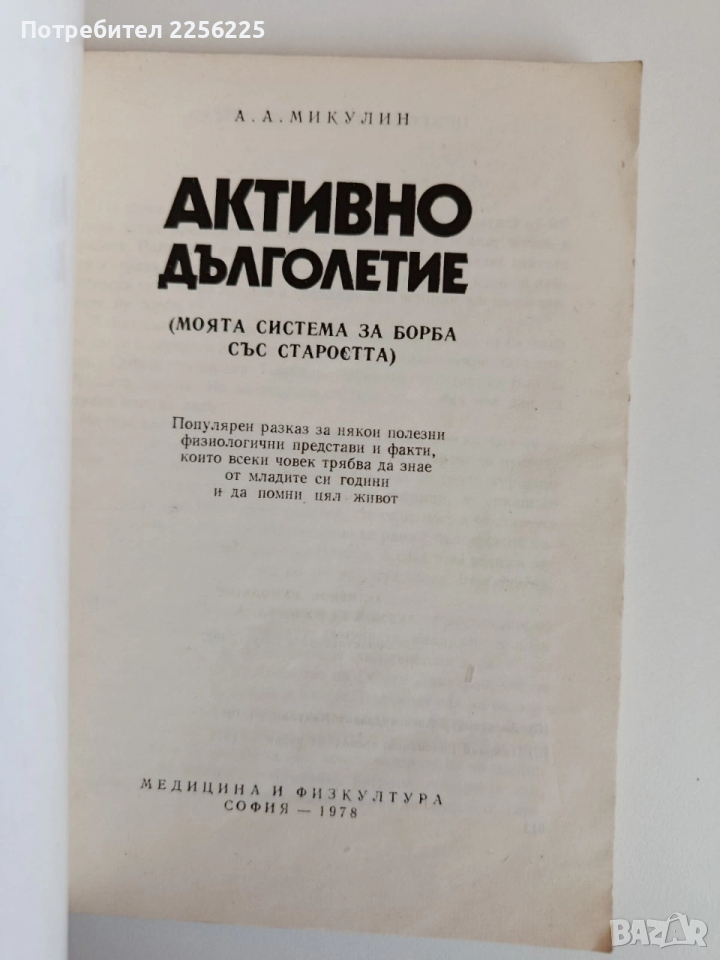 Потребител 2256225
А. А. МИКУЛИН
АКТИВНО
ДЪЛГОЛЕТИЕ
(МОЯТА СИСТЕМА ЗА БОРБА
СЪС СТАРОСТТА)
Популярен разказ за някои полезни
физиологични представи и факти,
които всеки човек трябва да знае
от младите си години
и да помни цял живот
МЕДИЦИНА И ФИЗКУЛТУРА
СОФИЯ — 1978
BAZAR